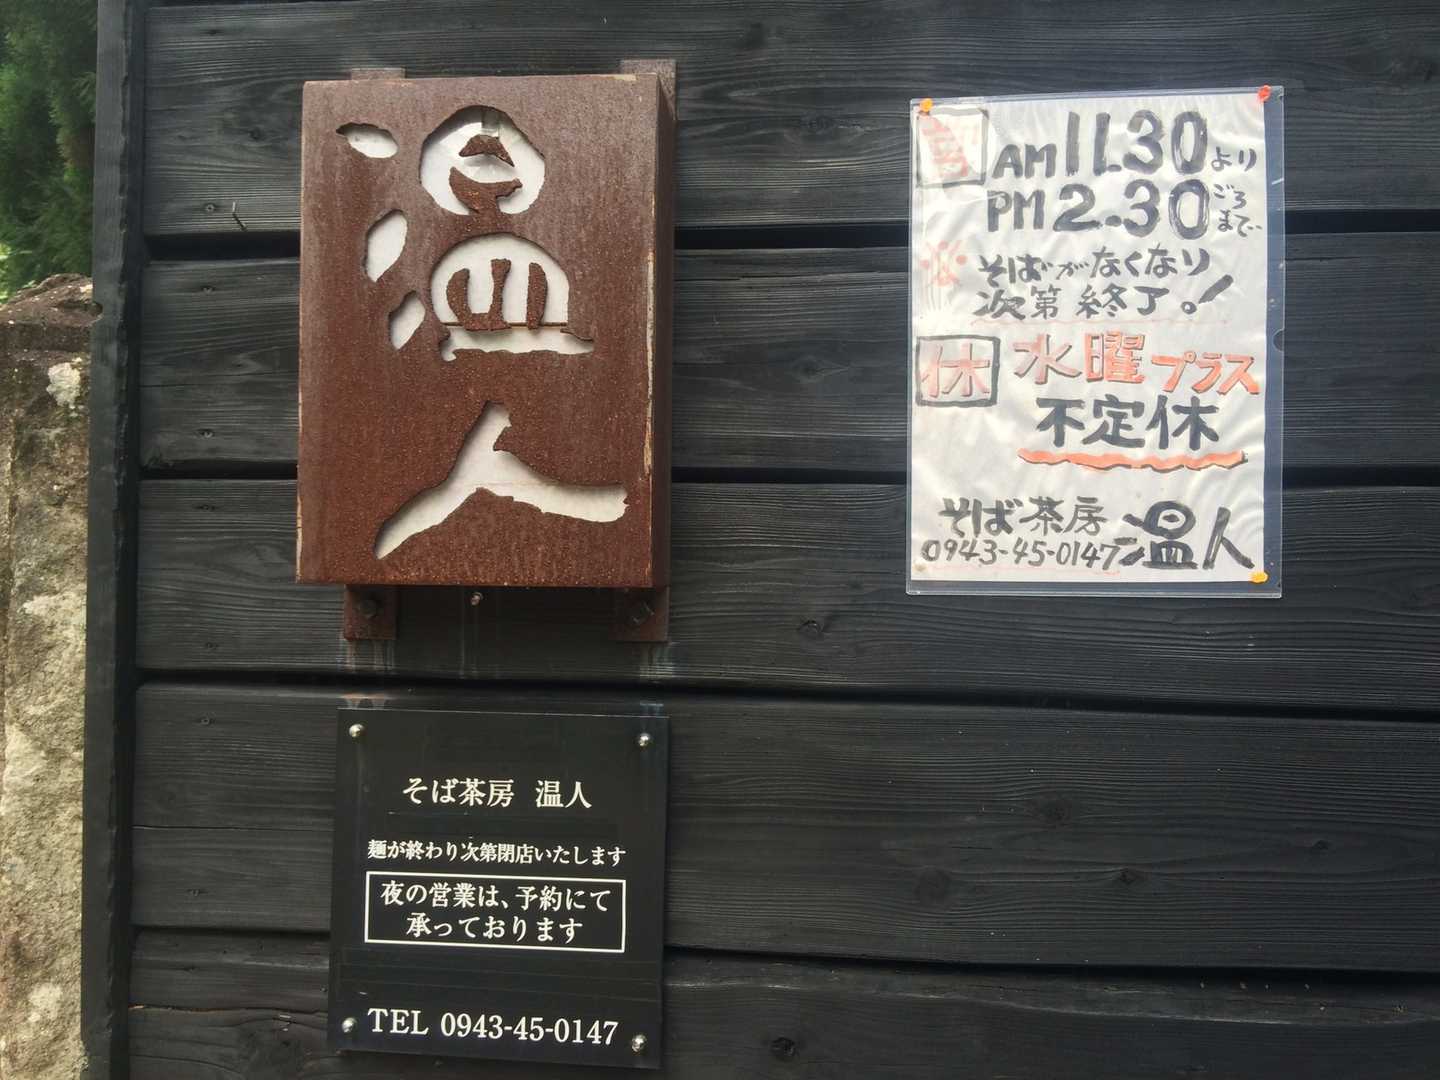 温人
AM 11.30より
PM 2.30ごろまで
※そばがなくなり
次第終了。!
休 水曜プラス
不定休
そば茶房 温人
0943-45-0147
そば茶房 温人
麺が終わり次第閉店いたします
夜の営業は、予約にて
承っております
TEL 0943-45-0147